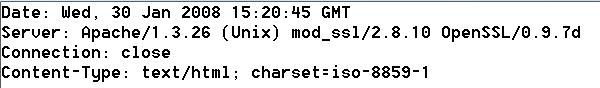 Date: Wed, 30 Jan 2008 15:20:45 GMT
Server: Apache/1.3.26 (Unix) mod_ssl/2.8.10 OpenSSL/0.9.7d
Connection: close
Content-Type: text/html; charset=iso-8859-1